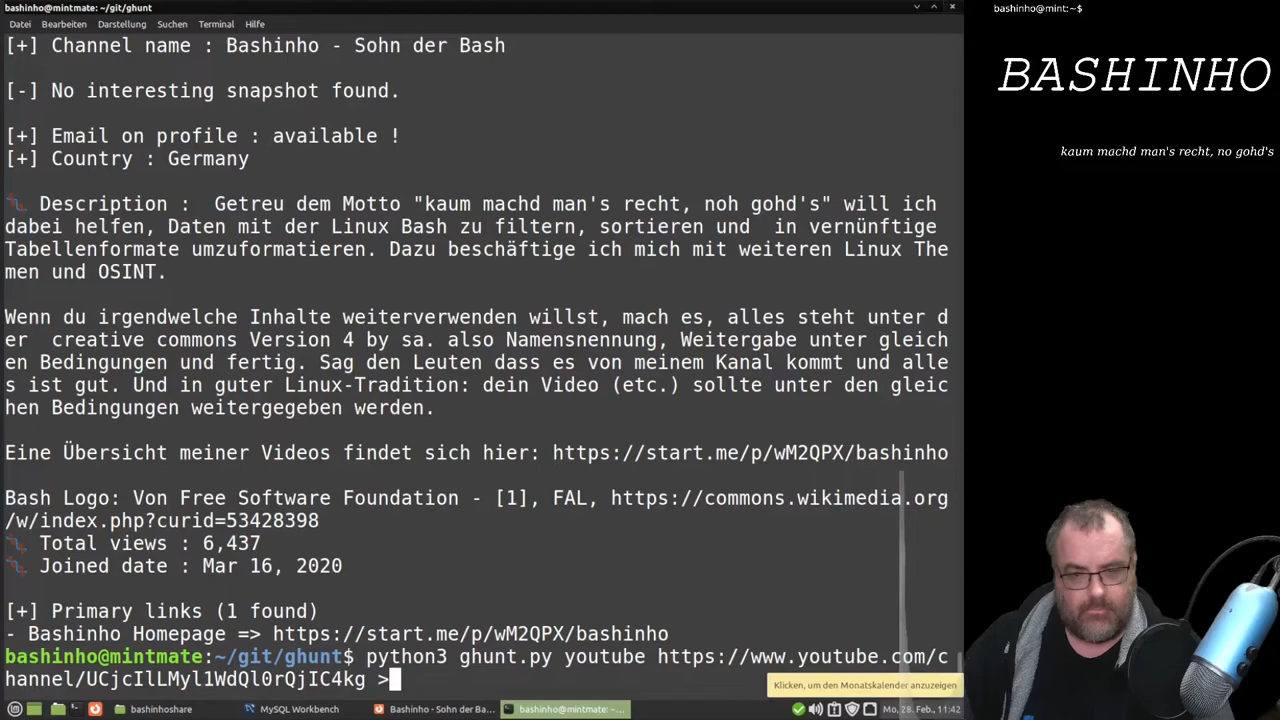 bashinho@mintmate: ~/git/ghunt
Datei Bearbeiten Darstellung Suchen Terminal Hilfe
[+] Channel name : Bashinho - Sohn der Bash
[-] No interesting snapshot found.
[+] Email on profile : available !
[+] Country : Germany
Description :  Getreu dem Motto "kaum machd man's recht, noh gohd's" will ich
dabei helfen, Daten mit der Linux Bash zu filtern, sortieren und  in vernünftige
Tabellenformate umzuformatieren. Dazu beschäftige ich mich mit weiteren Linux The
men und OSINT.
Wenn du irgendwelche Inhalte weiterverwenden willst, mach es, alles steht unter d
er  creative commons Version 4 by sa. also Namensnennung, Weitergabe unter gleich
en Bedingungen und fertig. Sag den Leuten dass es von meinem Kanal kommt und alle
s ist gut. Und in guter Linux-Tradition: dein Video (etc.) sollte unter den gleic
hen Bedingungen weitergegeben werden.
Eine Übersicht meiner Videos findet sich hier: https://start.me/p/wM2QPX/bashinho
Bash Logo: Von Free Software Foundation - [1], FAL, https://commons.wikimedia.org
/w/index.php?curid=53428398
Total views : 6,437
Joined date : Mar 16, 2020
[+] Primary links (1 found)
- Bashinho Homepage => https://start.me/p/wM2QPX/bashinho
bashinho@mintmate:~/git/ghunt$ python3 ghunt.py youtube https://www.youtube.com/c
hannel/UCjcIlLMyl1WdQl0rQjIC4kg >
Klicken, um den Monatskalender anzuzeigen
bashinhoshare
MySQL Workbench
Bashinho - Sohn der Ba...
bashinho@mintmate: ~...
Mo, 28. Feb., 11:42
bashinho@mint:~$
BASHINHO
kaum machd man's recht, no gohd's